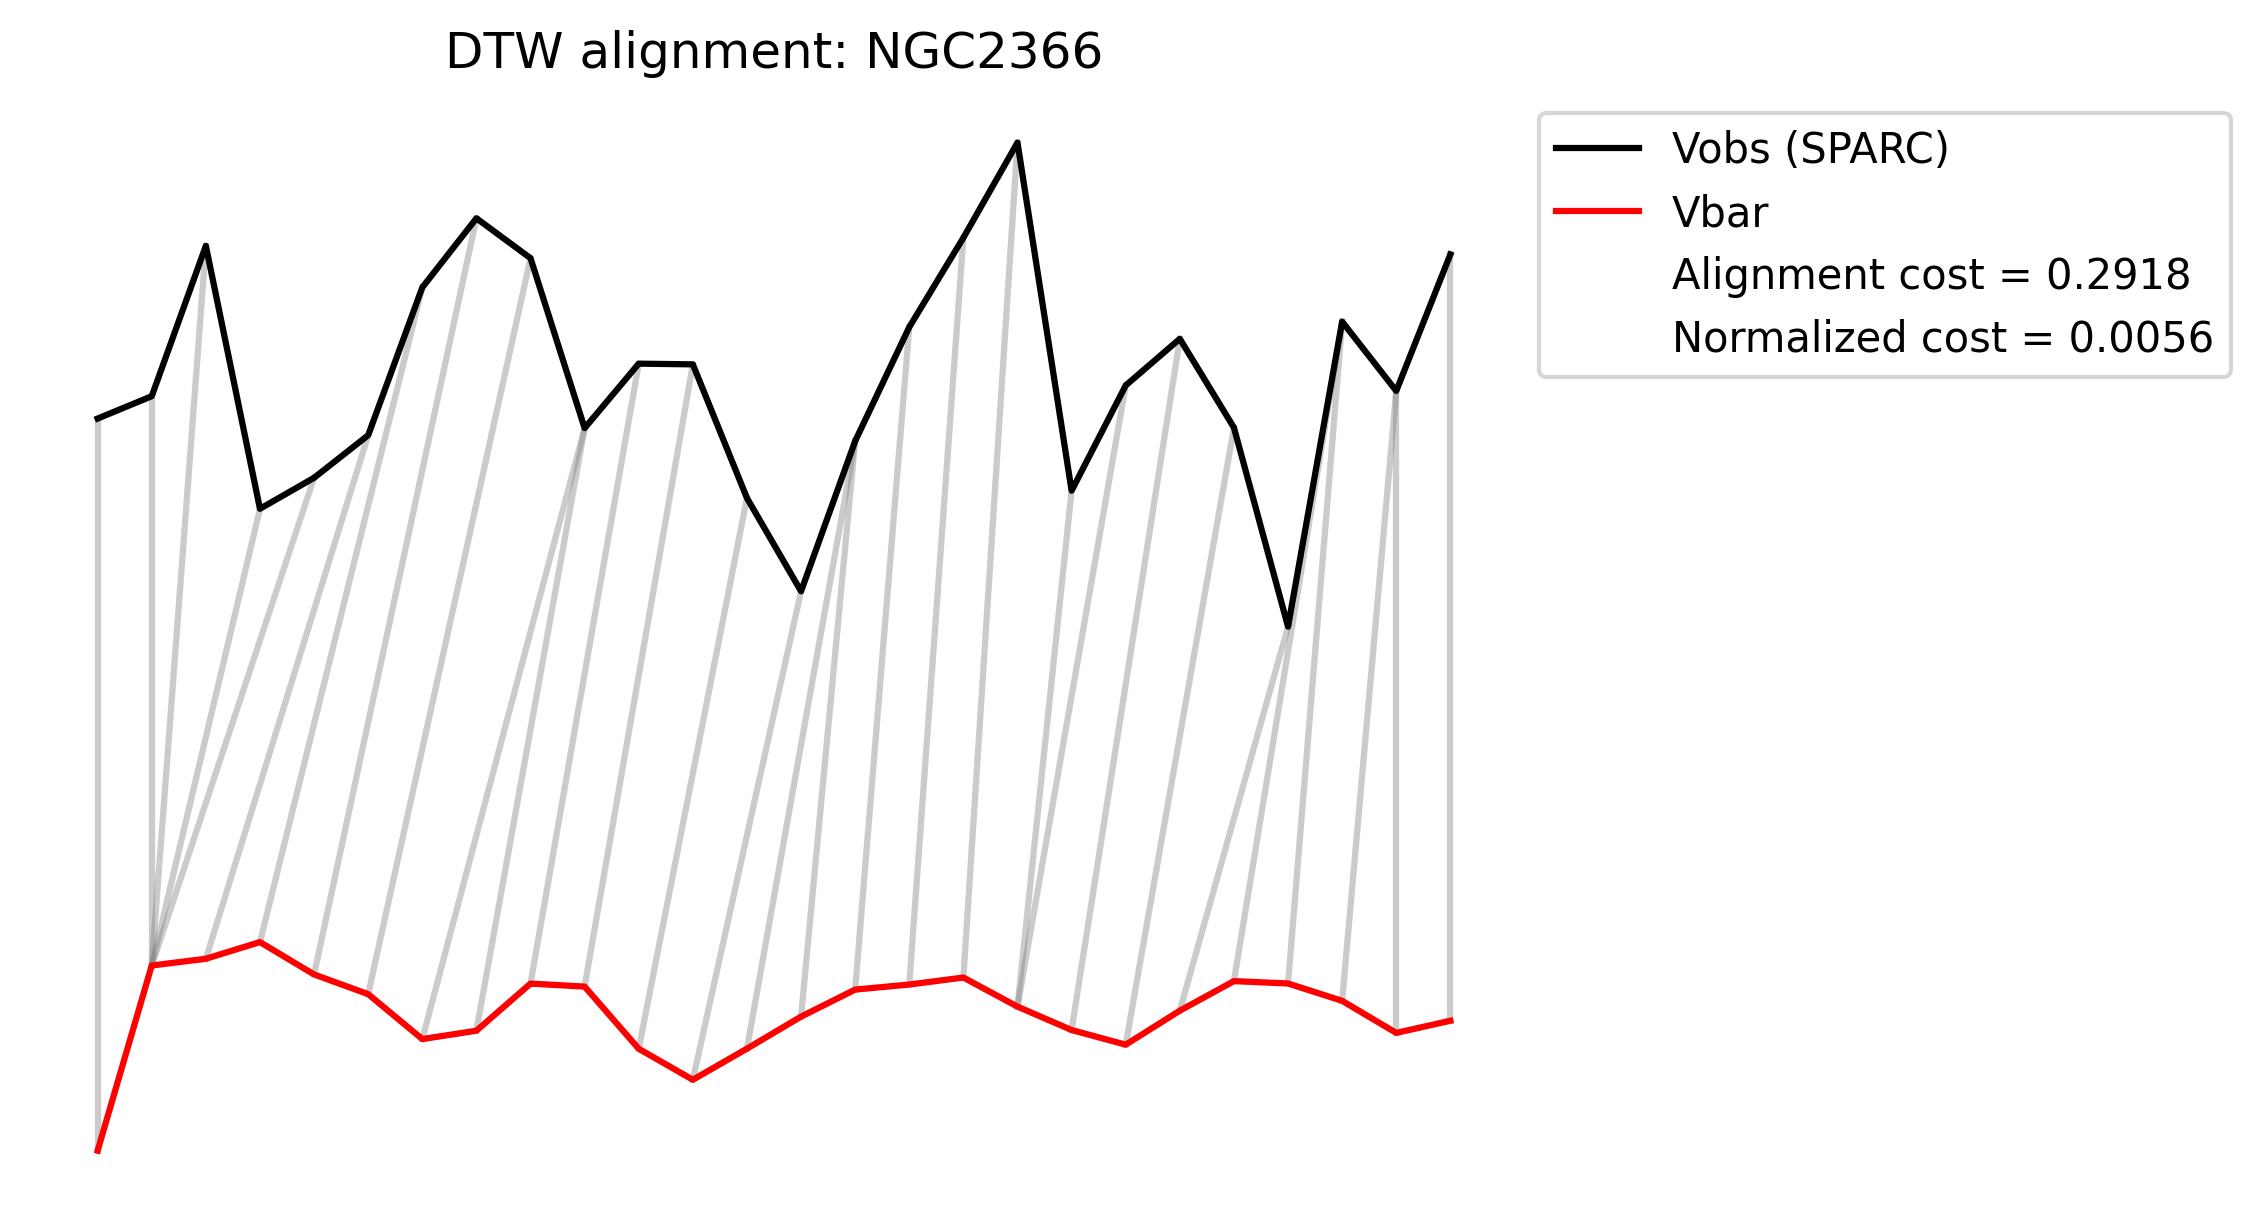 DTW alignment: NGC2366
Vobs (SPARC)
Vbar
Alignment cost = 0.2918
Normalized cost = 0.0056